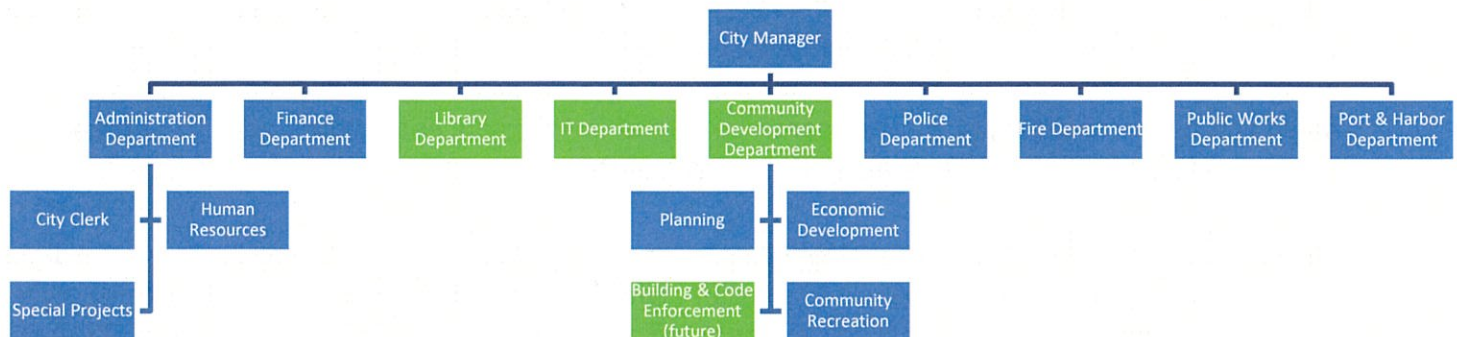 City Manager
Administration
Department
Finance
Department
Library
Department
IT Department
Community
Development
Department
Police
Department
Fire Department
Public Works
Department
Port & Harbor
Department
City Clerk
Human
Resources
Planning
Economic
Development
Special Projects
Building & Code
Enforcement
(future)
Community
Recreation